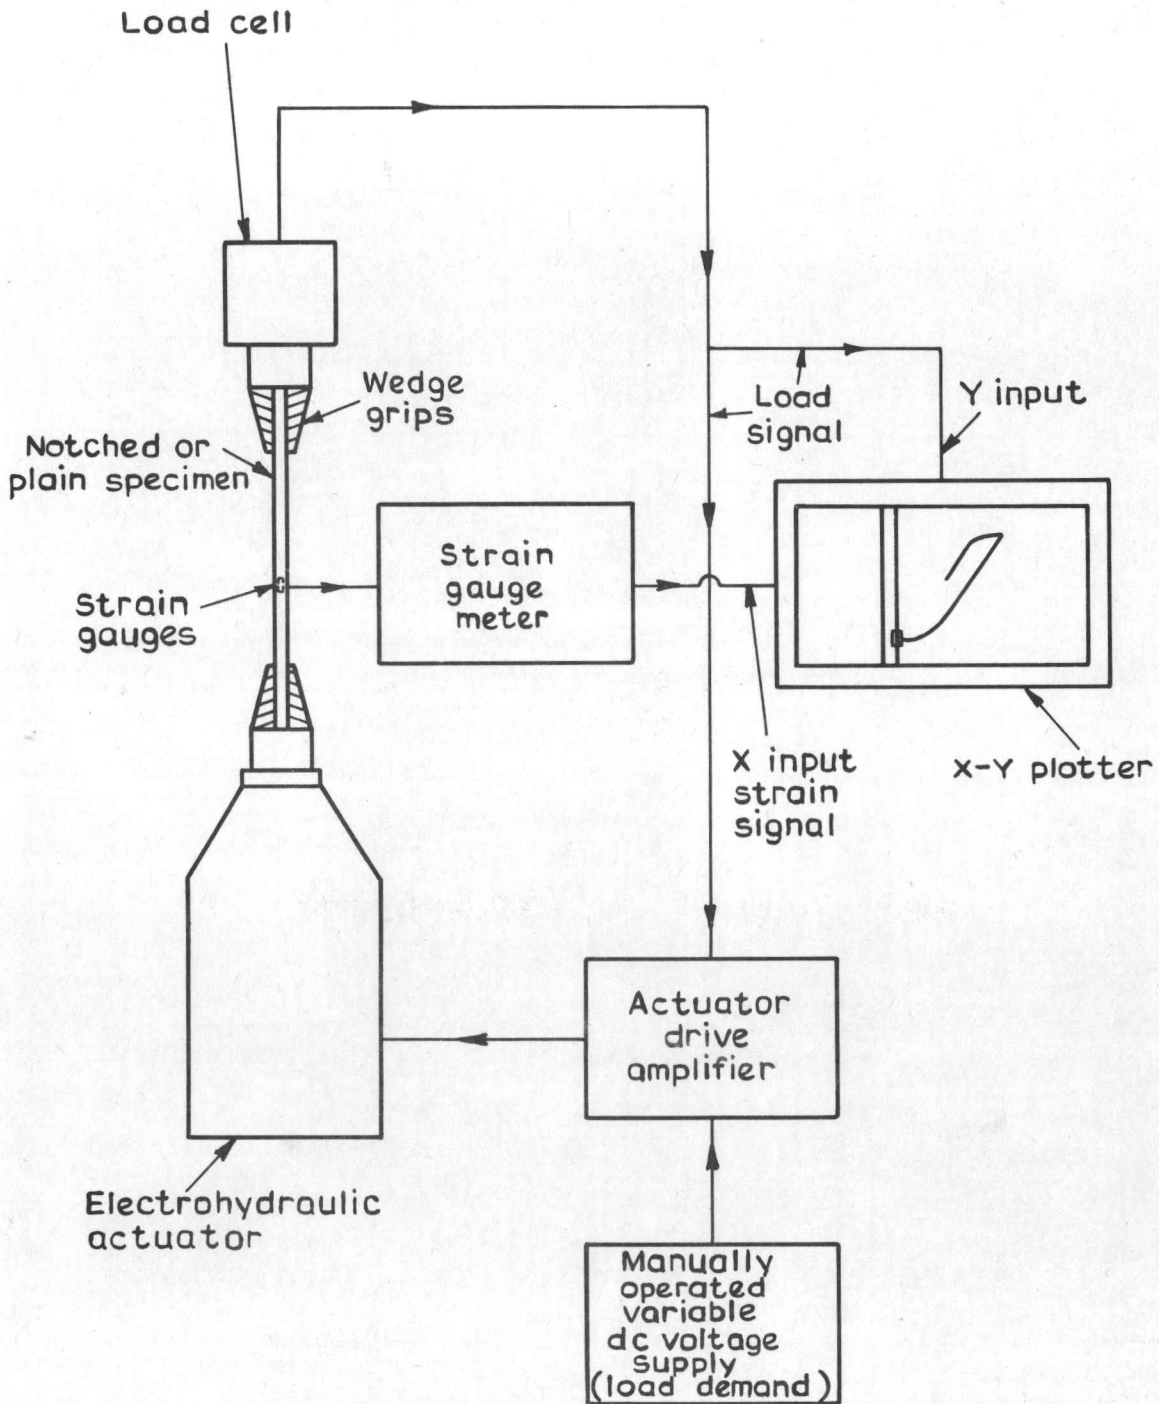 Load cell
Wedge
grips
Notched or
plain specimen
Load
signal
Y input
Strain
gauge
meter
Strain
gauges
X input
strain
signal
X-Y plotter
Actuator
drive
amplifier
Electrohydraulic
actuator
Manually
operated
variable
dc voltage
supply
(load demand)